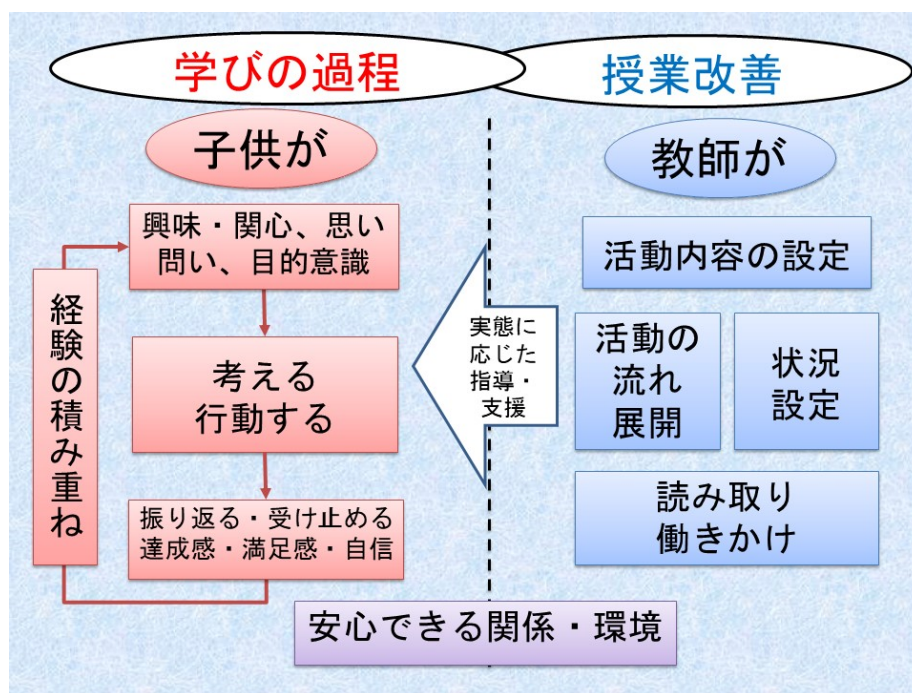 学びの過程
授業改善
子供が
教師が
興味・関心、思い
問い、目的意識
考える
行動する
振り返る・受け止める
達成感・満足感・自信
経験の積み重ね
実態に
応じた
指導・
支援
活動内容の設定
活動の
流れ
展開
状況
設定
読み取り
働きかけ
安心できる関係・環境